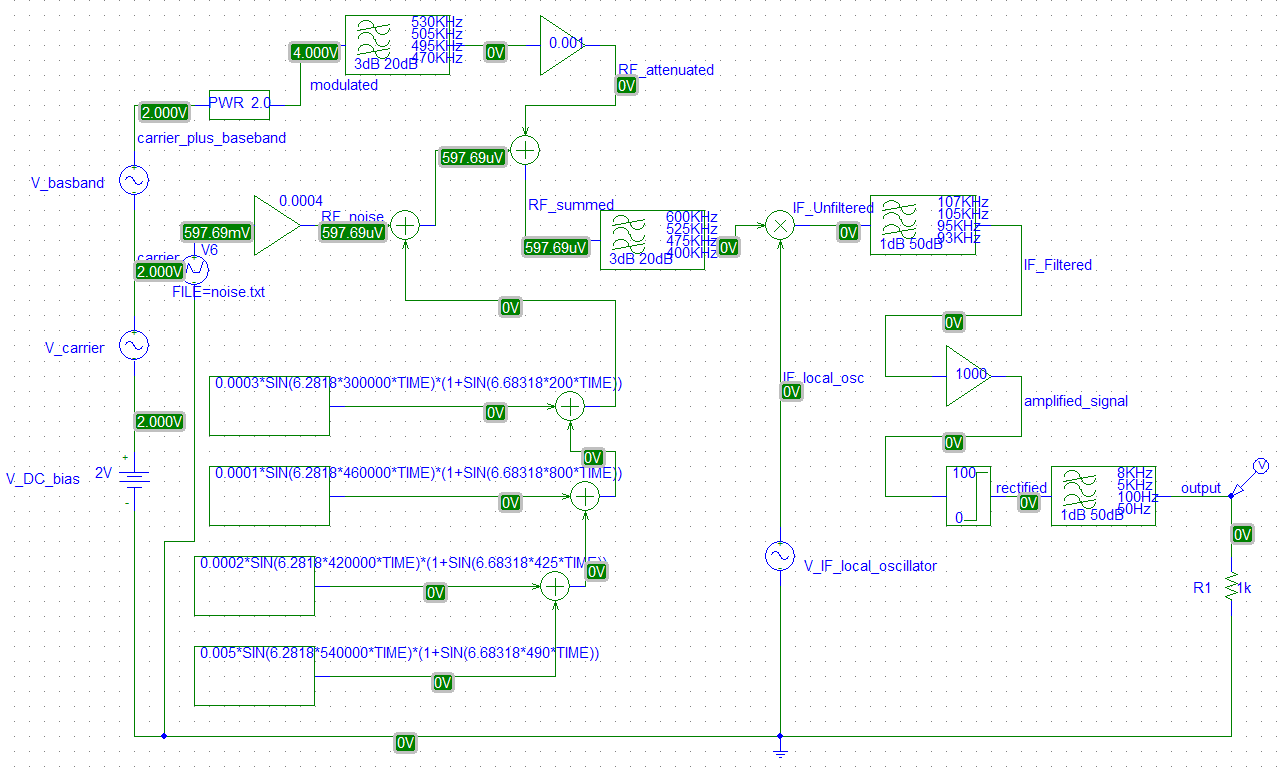 530KHz
505KHz
495KHz
470KHz
3dB 20dB
modulated
4.000V
0V
0.001
RF_attenuated
0V
PWR 2.0
2.000V
carrier_plus_baseband
V_basband
597.69uV
0.0004
RF_noise
597.69mV
597.69uV
V6
FILE=noise.txt
carrier
2.000V
RF_summed
597.69uV
600KHz
525KHz
475KHz
400KHz
3dB 20dB
0V
IF_Unfiltered
0V
107KHz
105KHz
95KHz
93KHz
1dB 50dB
IF_Filtered
0V
0V
V_carrier
IF_local_osc
0V
1000
amplified_signal
0V
0.0003*SIN(6.2818*300000*TIME)*(1+SIN(6.68318*200*TIME))
0V
2.000V
0V
V_DC_bias
+
2V
-
0.0001*SIN(6.2818*460000*TIME)*(1+SIN(6.68318*800*TIME))
0V
100
0
rectified
0V
8KHz
5KHz
100Hz
50Hz
1dB 50dB
output
V
0V
0.0002*SIN(6.2818*420000*TIME)*(1+SIN(6.68318*425*TIME))
0V
0V
V_IF_local_oscillator
R1
1k
0.005*SIN(6.2818*540000*TIME)*(1+SIN(6.68318*490*TIME))
0V
0V